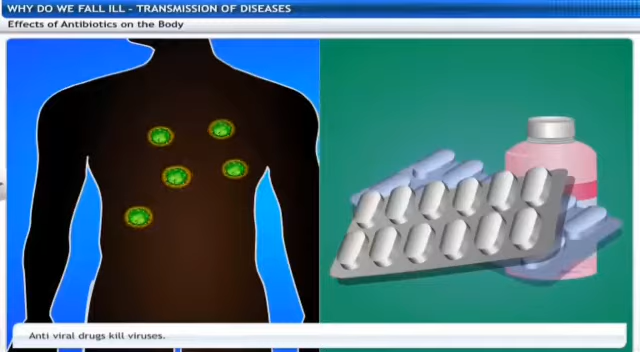 WHY DO WE FALL ILL - TRANSMISSION OF DISEASES
Effects of Antibiotics on the Body
Anti viral drugs kill viruses.